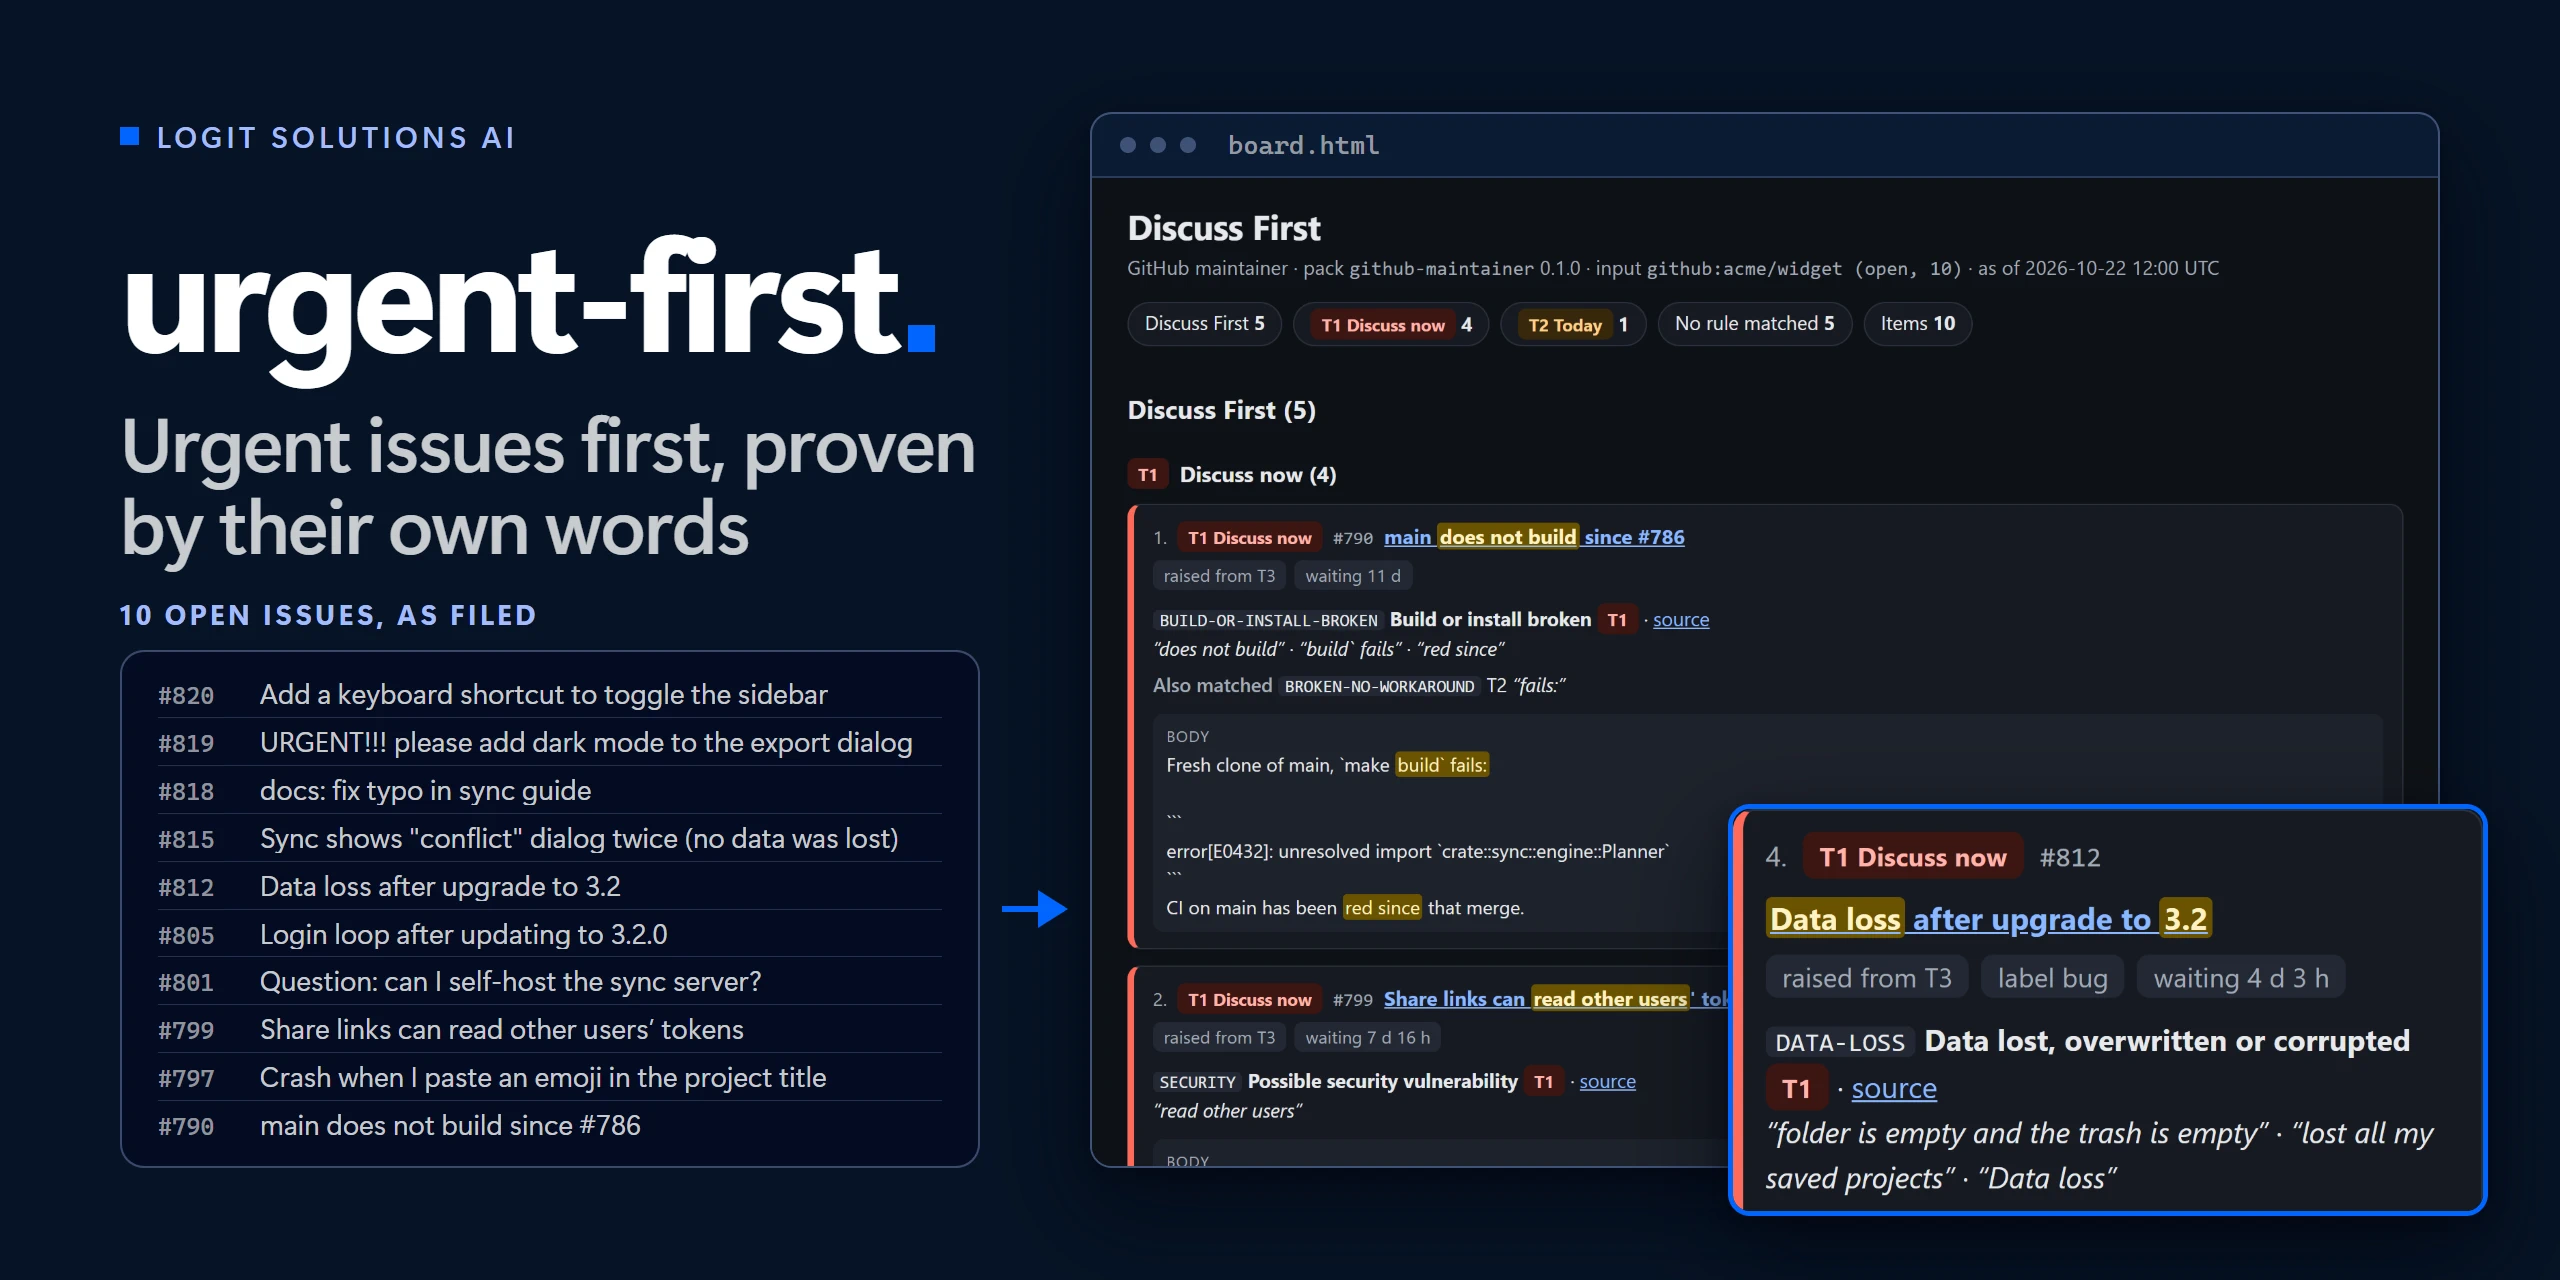 LOGIT SOLUTIONS AI
urgent-first.
Urgent issues first, proven
by their own words
10 OPEN ISSUES, AS FILED
#820 Add a keyboard shortcut to toggle the sidebar
#819 URGENT!!! please add dark mode to the export dialog
#818 docs: fix typo in sync guide
#815 Sync shows "conflict" dialog twice (no data was lost)
#812 Data loss after upgrade to 3.2
#805 Login loop after updating to 3.2.0
#801 Question: can I self-host the sync server?
#799 Share links can read other users’ tokens
#797 Crash when I paste an emoji in the project title
#790 main does not build since #786
board.html
Discuss First
GitHub maintainer · pack github-maintainer 0.1.0 · input github:acme/widget (open, 10) · as of 2026-10-22 12:00 UTC
Discuss First 5 T1 Discuss now 4 T2 Today 1 No rule matched 5 Items 10
Discuss First (5)
T1 Discuss now (4)
1. T1 Discuss now #790 main does not build since #786
raised from T3 waiting 11 d
BUILD-OR-INSTALL-BROKEN Build or install broken T1 · source
“does not build” · “build` fails” · “red since”
Also matched BROKEN-NO-WORKAROUND T2 “fails:”
BODY
Fresh clone of main, `make build` fails:
```
error[E0432]: unresolved import `crate::sync::engine::Planner`
```
CI on main has been red since that merge.
2. T1 Discuss now #799 Share links can read other users' tok
raised from T3 waiting 7 d 16 h
SECURITY Possible security vulnerability T1 · source
“read other users”
BODY
4. T1 Discuss now #812
Data loss after upgrade to 3.2
raised from T3 label bug waiting 4 d 3 h
DATA-LOSS Data lost, overwritten or corrupted
T1 · source
“folder is empty and the trash is empty” · “lost all my
saved projects” · “Data loss”